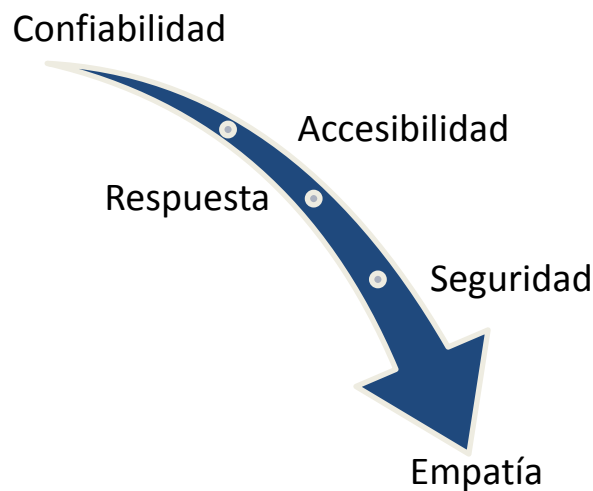 Confiabilidad
Accesibilidad
Respuesta
Seguridad
Empatía